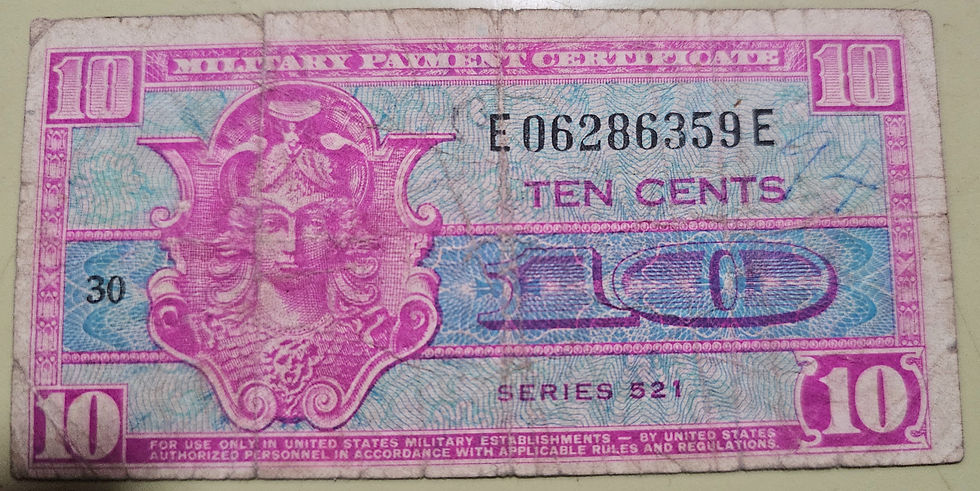 10 MILITARY PAYMENT CERTIFICATE 10
E06286359E
TEN CENTS
30
10
SERIES 521
10 10
FOR USE ONLY IN UNITED STATES MILITARY ESTABLISHMENTS — BY UNITED STATES
AUTHORIZED PERSONNEL IN ACCORDANCE WITH APPLICABLE RULES AND REGULATIONS